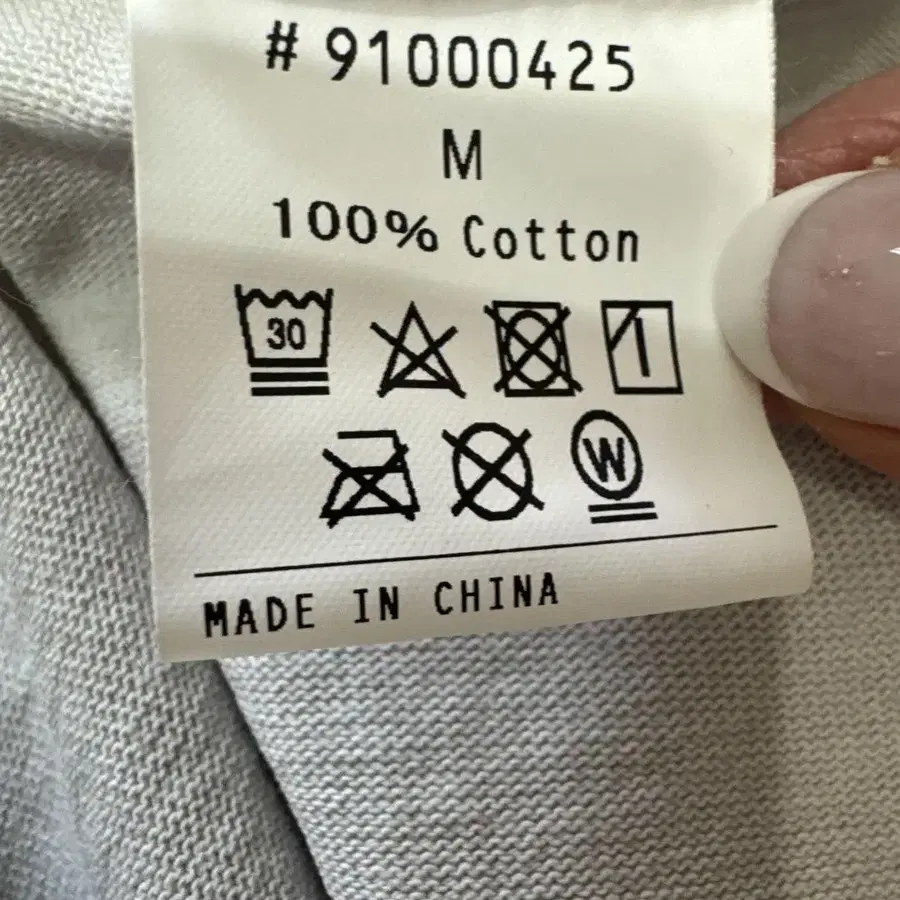 # 91000425
M
100% Cotton
30
W
MADE IN CHINA